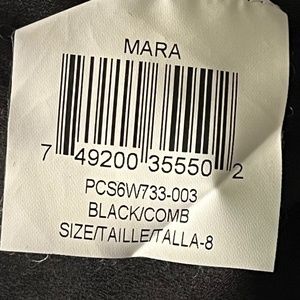 MARA
7 49200 35550 2
PCS6W733-003
BLACK/COMB
SIZE/TAILLE/TALLA-8